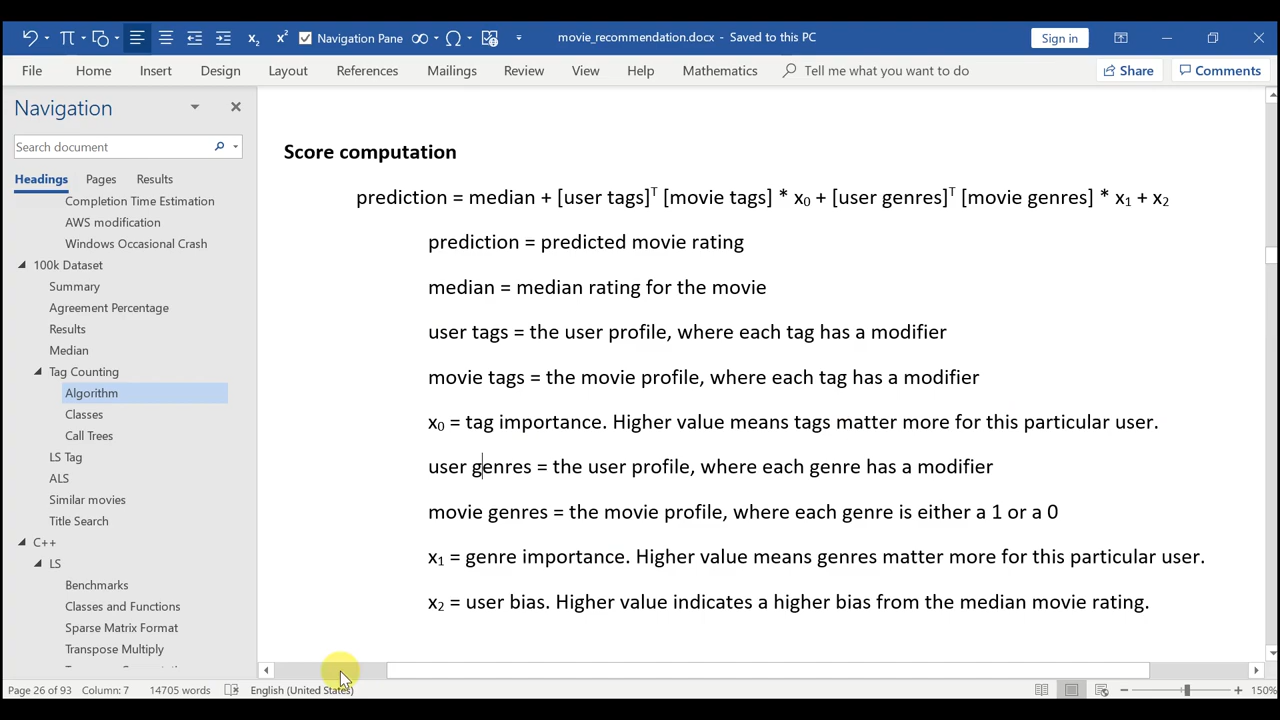 Navigation Pane
movie_recommendation.docx - Saved to this PC
Sign in
File Home Insert Design Layout References Mailings Review View Help Mathematics Tell me what you want to do Share Comments
Navigation
Search document
Headings Pages Results
Completion Time Estimation
AWS modification
Windows Occasional Crash
100k Dataset
Summary
Agreement Percentage
Results
Median
Tag Counting
Algorithm
Classes
Call Trees
LS Tag
ALS
Similar movies
Title Search
C++
LS
Benchmarks
Classes and Functions
Sparse Matrix Format
Transpose Multiply
Score computation
prediction = median + [user tags]ᵀ [movie tags] * x₀ + [user genres]ᵀ [movie genres] * x₁ + x₂
prediction = predicted movie rating
median = median rating for the movie
user tags = the user profile, where each tag has a modifier
movie tags = the movie profile, where each tag has a modifier
x₀ = tag importance. Higher value means tags matter more for this particular user.
user genres = the user profile, where each genre has a modifier
movie genres = the movie profile, where each genre is either a 1 or a 0
x₁ = genre importance. Higher value means genres matter more for this particular user.
x₂ = user bias. Higher value indicates a higher bias from the median movie rating.
Page 26 of 93 Column: 7 14705 words English (United States) 150%